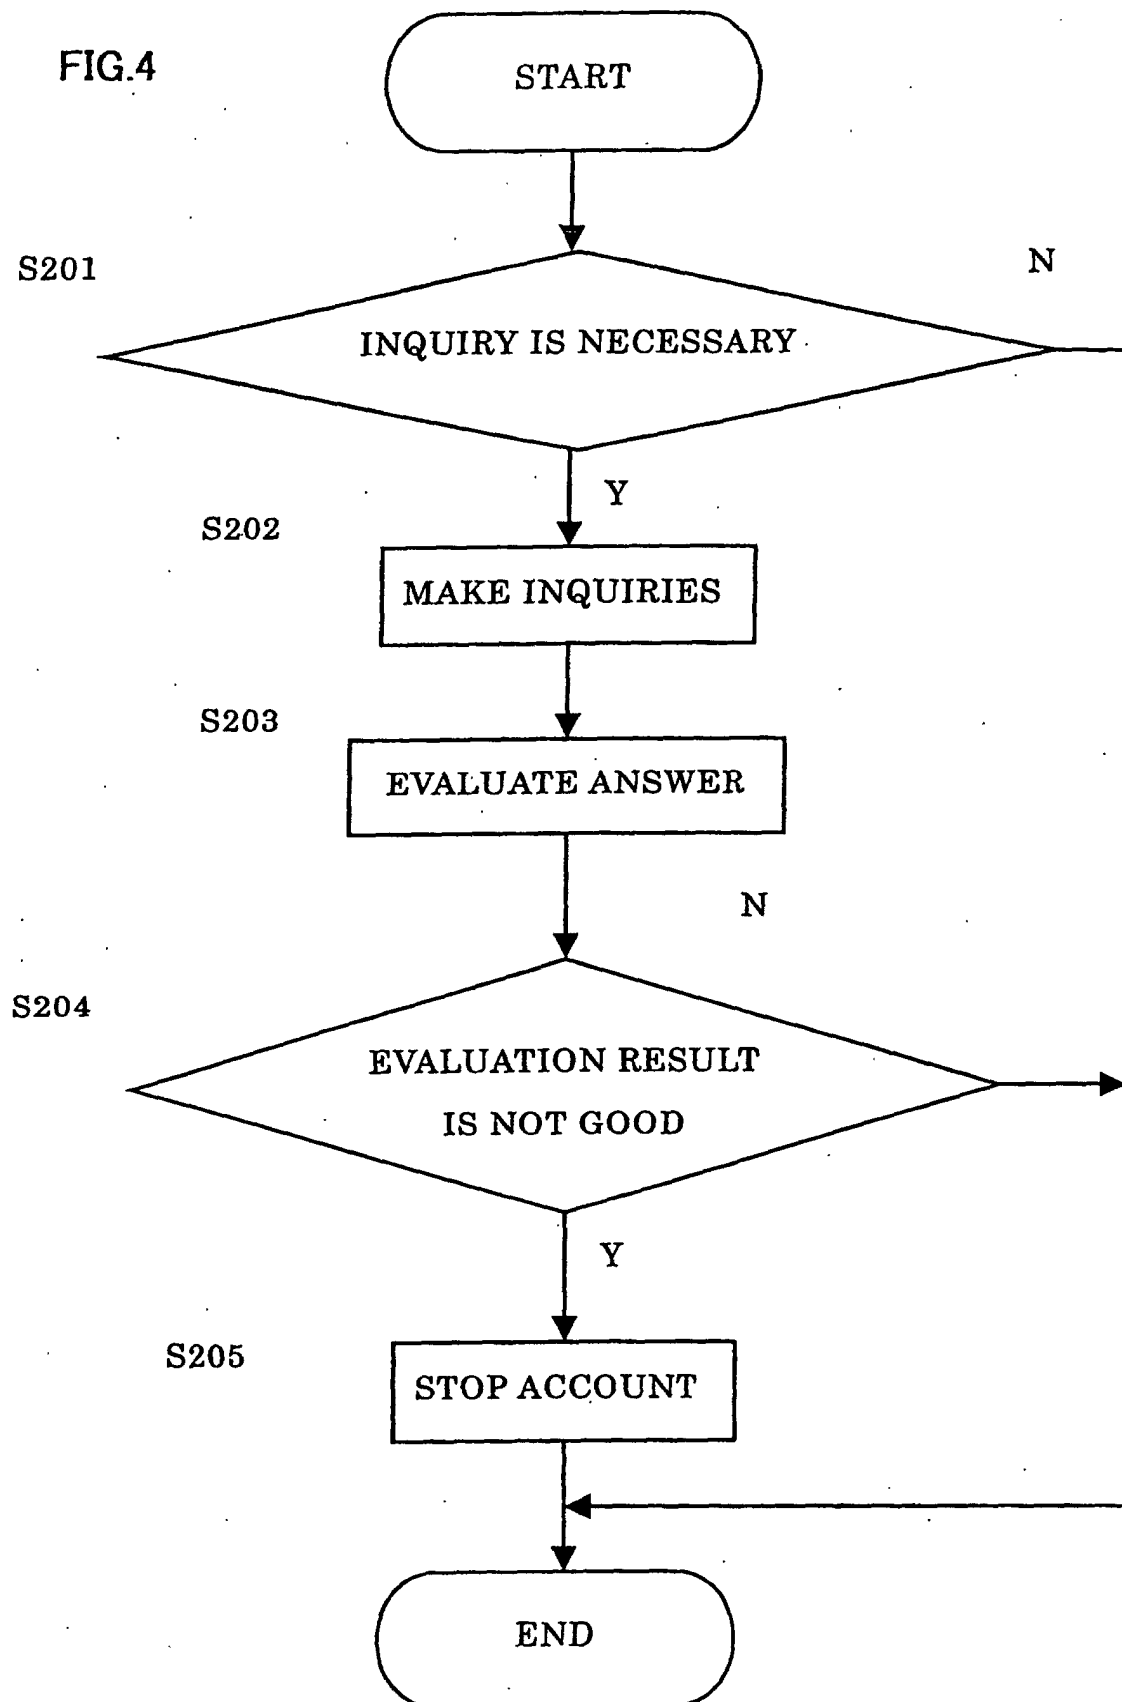 FIG.4
START
S201
N
INQUIRY IS NECESSARY
Y
S202
MAKE INQUIRIES
S203
EVALUATE ANSWER
N
S204
EVALUATION RESULT
IS NOT GOOD
Y
S205
STOP ACCOUNT
END